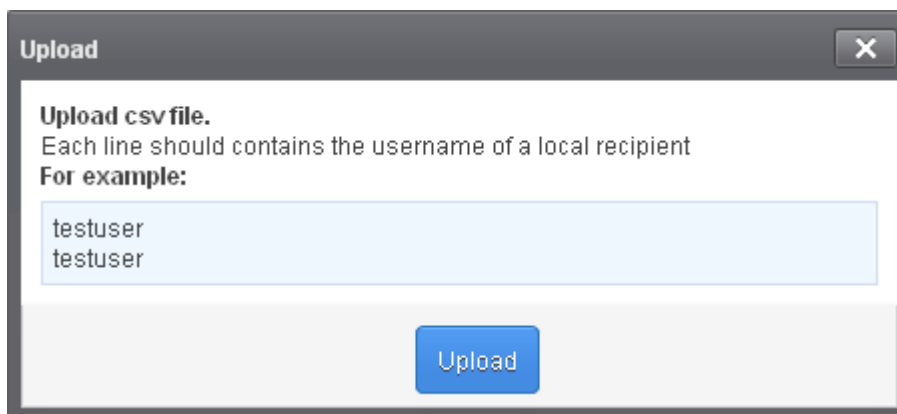 Upload
Upload csv file.
Each line should contains the username of a local recipient
For example:
testuser
testuser
Upload